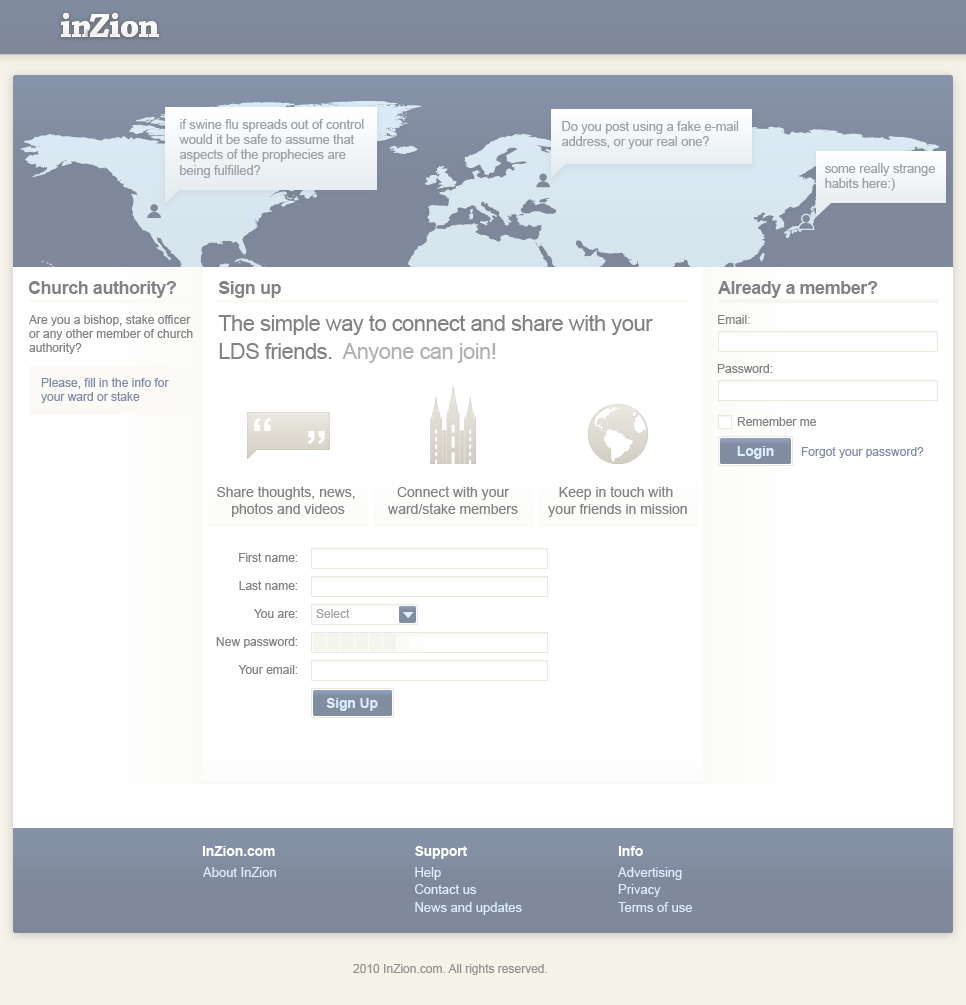 inZion
if swine flu spreads out of control
would it be safe to assume that
aspects of the prophecies are
being fulfilled?
Do you post using a fake e-mail
address, or your real one?
some really strange
habits here:)
Church authority?
Are you a bishop, stake officer
or any other member of church
authority?
Please, fill in the info for
your ward or stake
Sign up
The simple way to connect and share with your
LDS friends. Anyone can join!
Share thoughts, news,
photos and videos
Connect with your
ward/stake members
Keep in touch with
your friends in mission
First name:
Last name:
You are:
Select
New password:
Your email:
Sign Up
Already a member?
Email:
Password:
Remember me
Login
Forgot your password?
InZion.com
About InZion
Support
Help
Contact us
News and updates
Info
Advertising
Privacy
Terms of use
2010 InZion.com. All rights reserved.